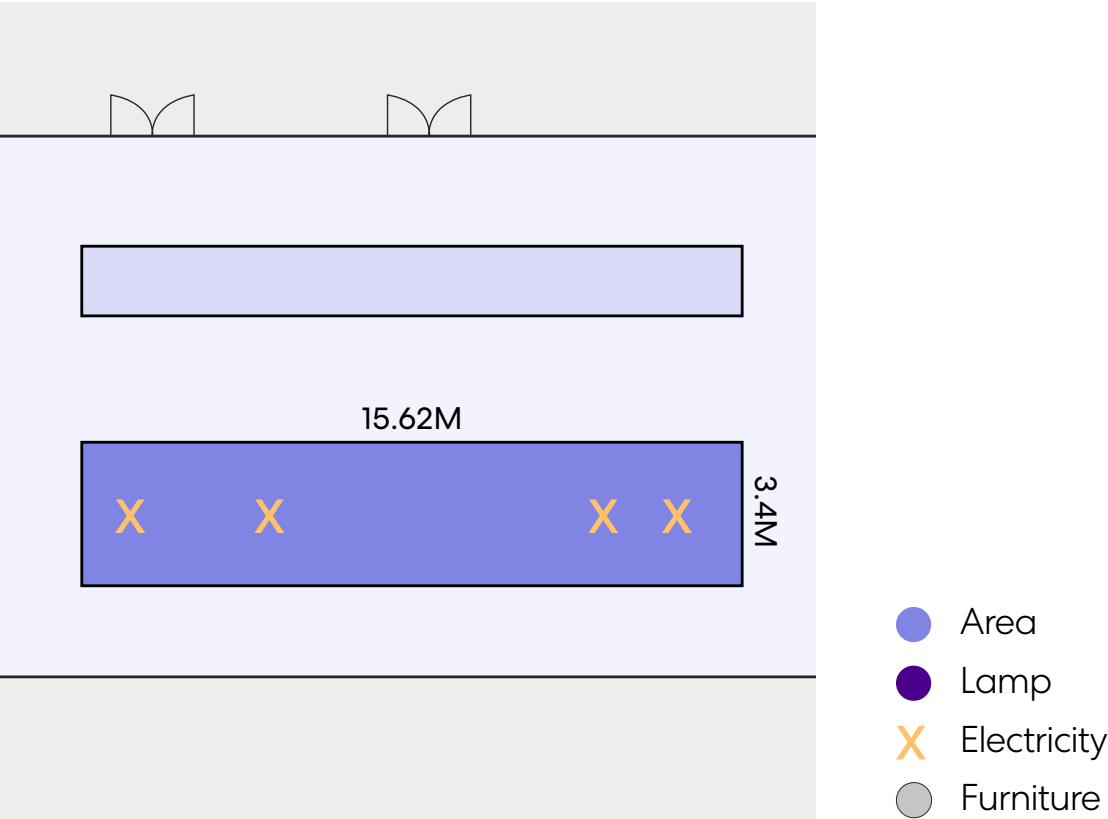 15.62M
3.4M
Area
Lamp
X Electricity
Furniture
X X X X